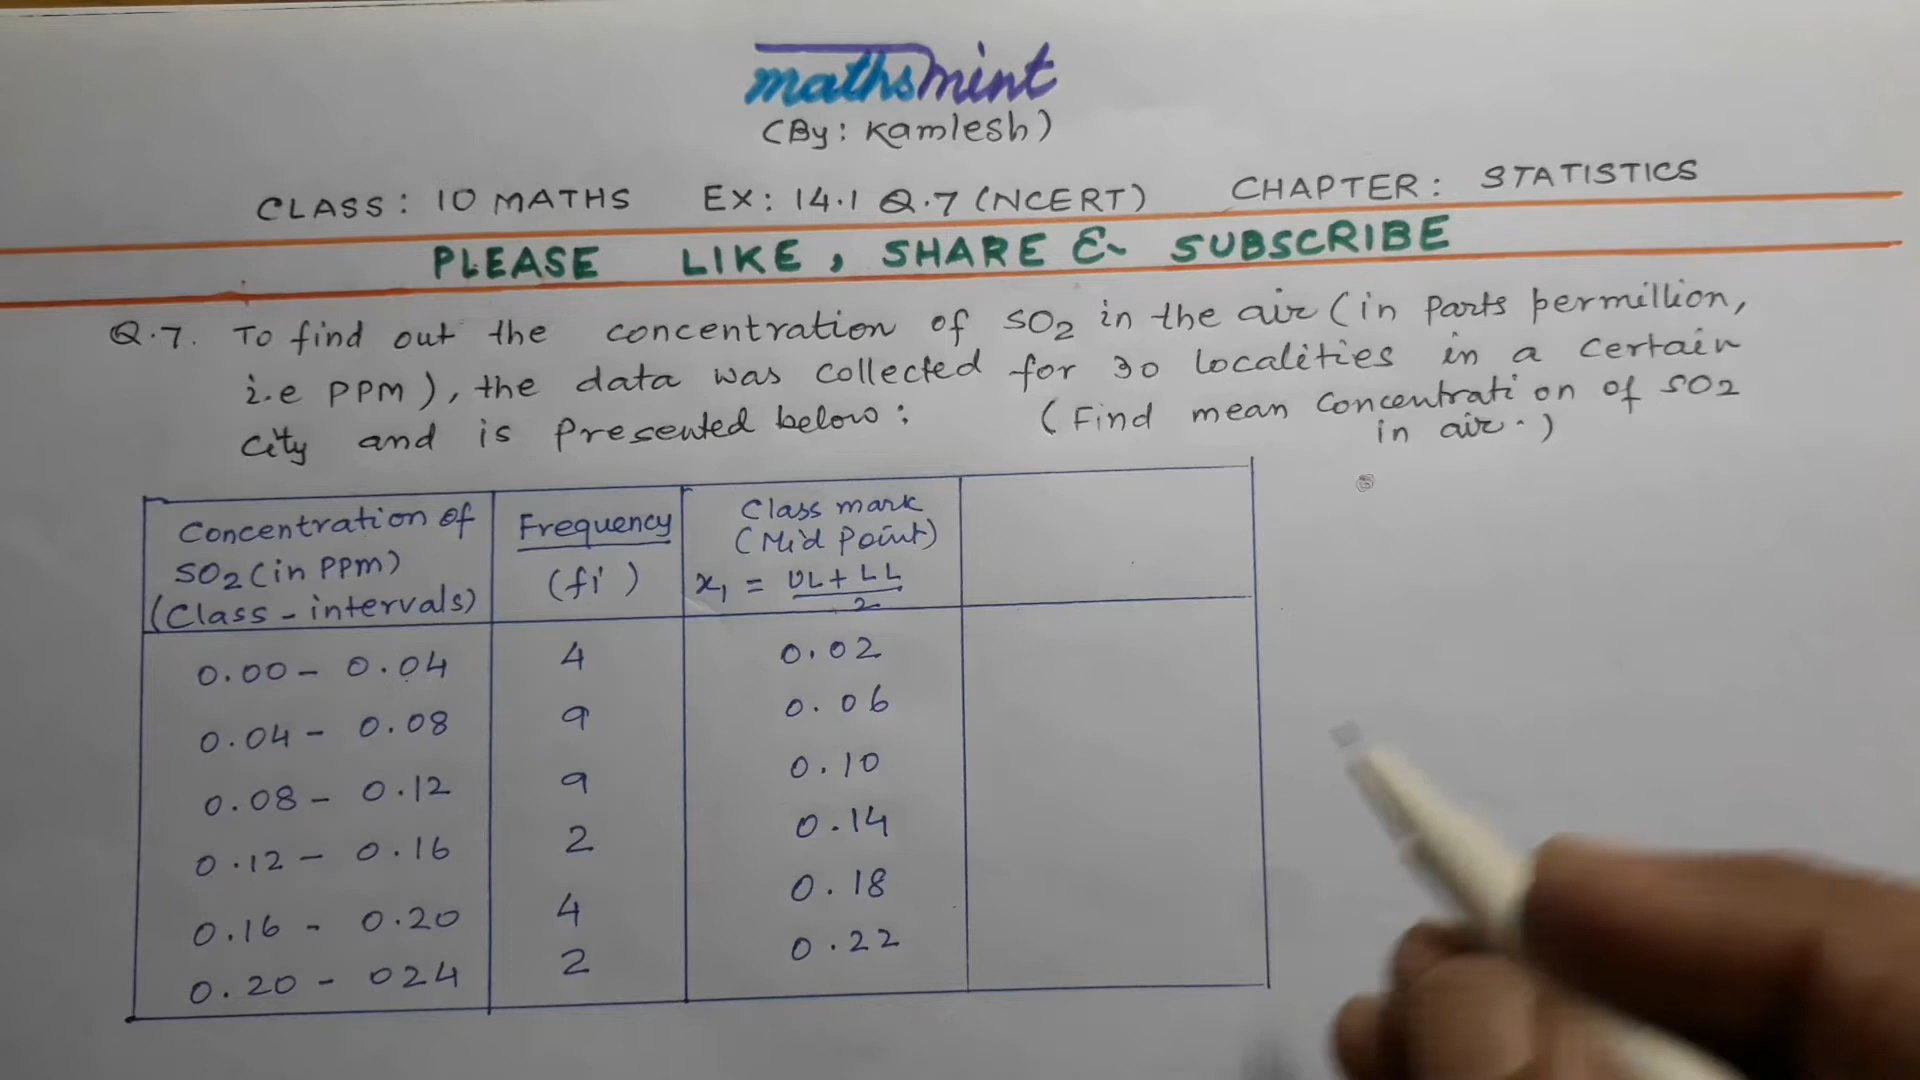 mathsmint
(By: Kamlesh)
CLASS: 10 MATHS EX: 14.1 Q.7 (NCERT) CHAPTER: STATISTICS
PLEASE LIKE, SHARE & SUBSCRIBE
Q.7. To find out the concentration of SO2 in the air (in parts permillion,
i.e PPM), the data was collected for 30 localities in a certain
city and is presented below: (Find mean concentration of SO2
in air.)
Concentration of
SO2 (in PPM)
(Class - intervals)
Frequency
(fi)
Class mark
(Mid Point)
x1 = UL + LL
2
0.00 - 0.04 4 0.02
0.04 - 0.08 9 0.06
0.08 - 0.12 9 0.10
0.12 - 0.16 2 0.14
0.16 - 0.20 4 0.18
0.20 - 024 2 0.22